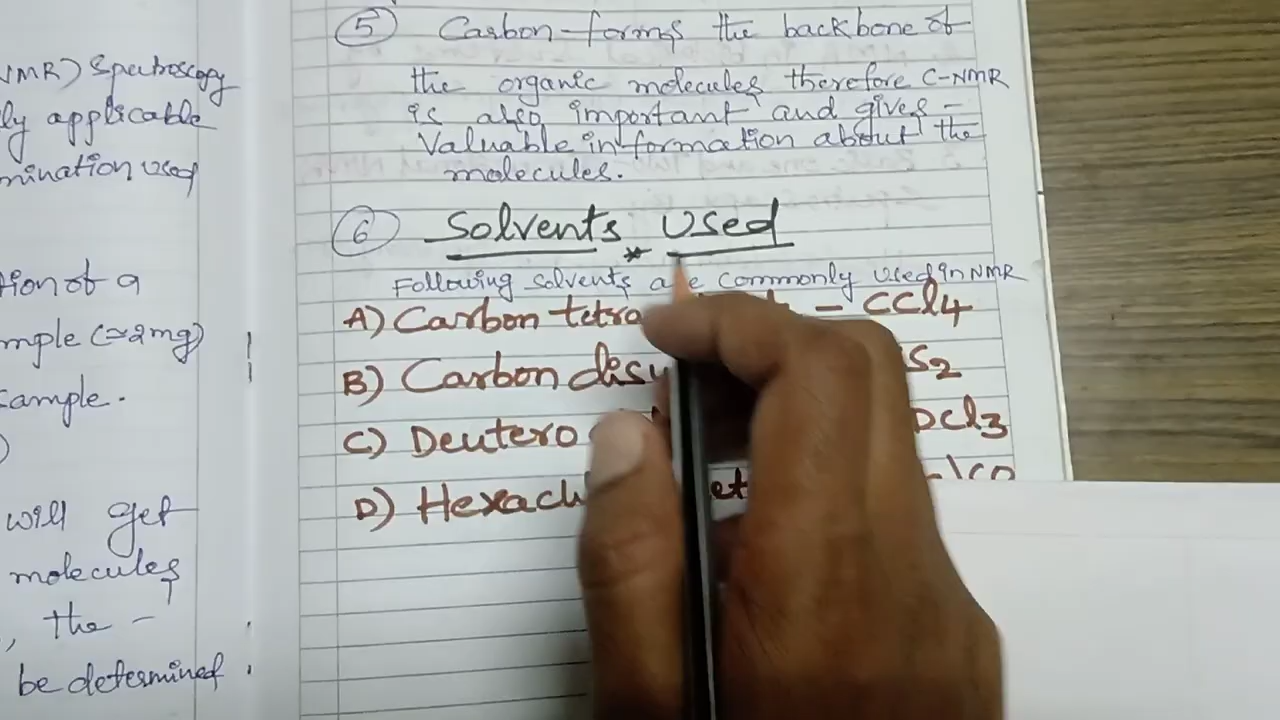 NMR) Spectroscopy
ly applicable
mination used
tion of a
mple (≃2mg)
sample.
)
will get
molecules
, the -
be determined
5 Carbon forms the backbone of
the organic molecules therefore C-NMR
is also important and gives -
Valuable information about the
molecules.
6 Solvents Used
*
Following solvents are commonly used in NMR
A) Carbon tetra - CCl4
B) Carbon disu S2
C) Deutero DCl3
D) Hexach et